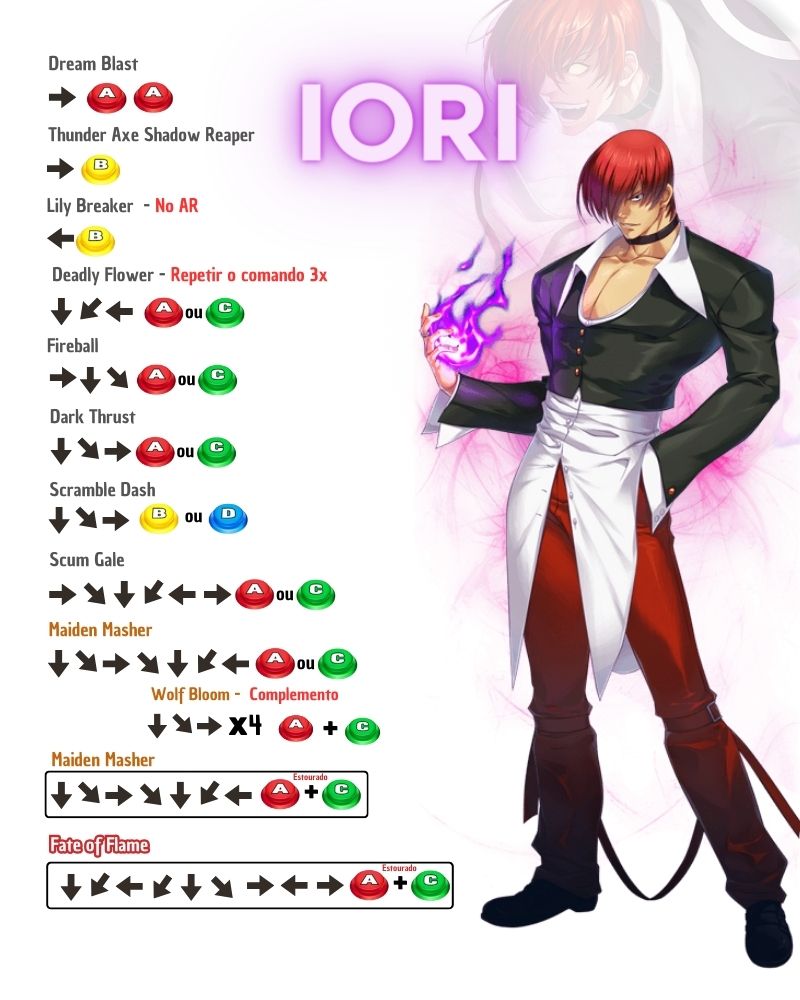 IORI
Dream Blast
A A
Thunder Axe Shadow Reaper
B
Lily Breaker - No AR
B
Deadly Flower - Repetir o comando 3x
A ou C
Fireball
A ou C
Dark Thrust
A ou C
Scramble Dash
B ou D
Scum Gale
A ou C
Maiden Masher
A ou C
Wolf Bloom - Complemento
X4 A + C
Maiden Masher
Estourado
A + C
Fate of Flame
Estourado
A + C